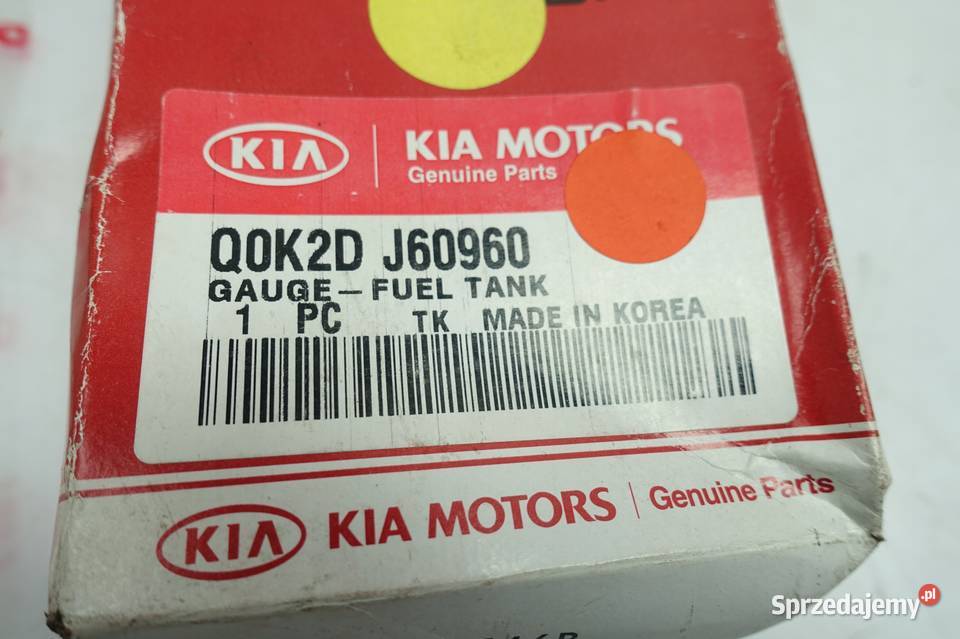 KIA
KIA MOTORS
Genuine Parts
Q0K2D J60960
GAUGE-FUEL TANK
1 PC TK MADE IN KOREA
KIA KIA MOTORS Genuine Parts
Sprzedajemy.pl